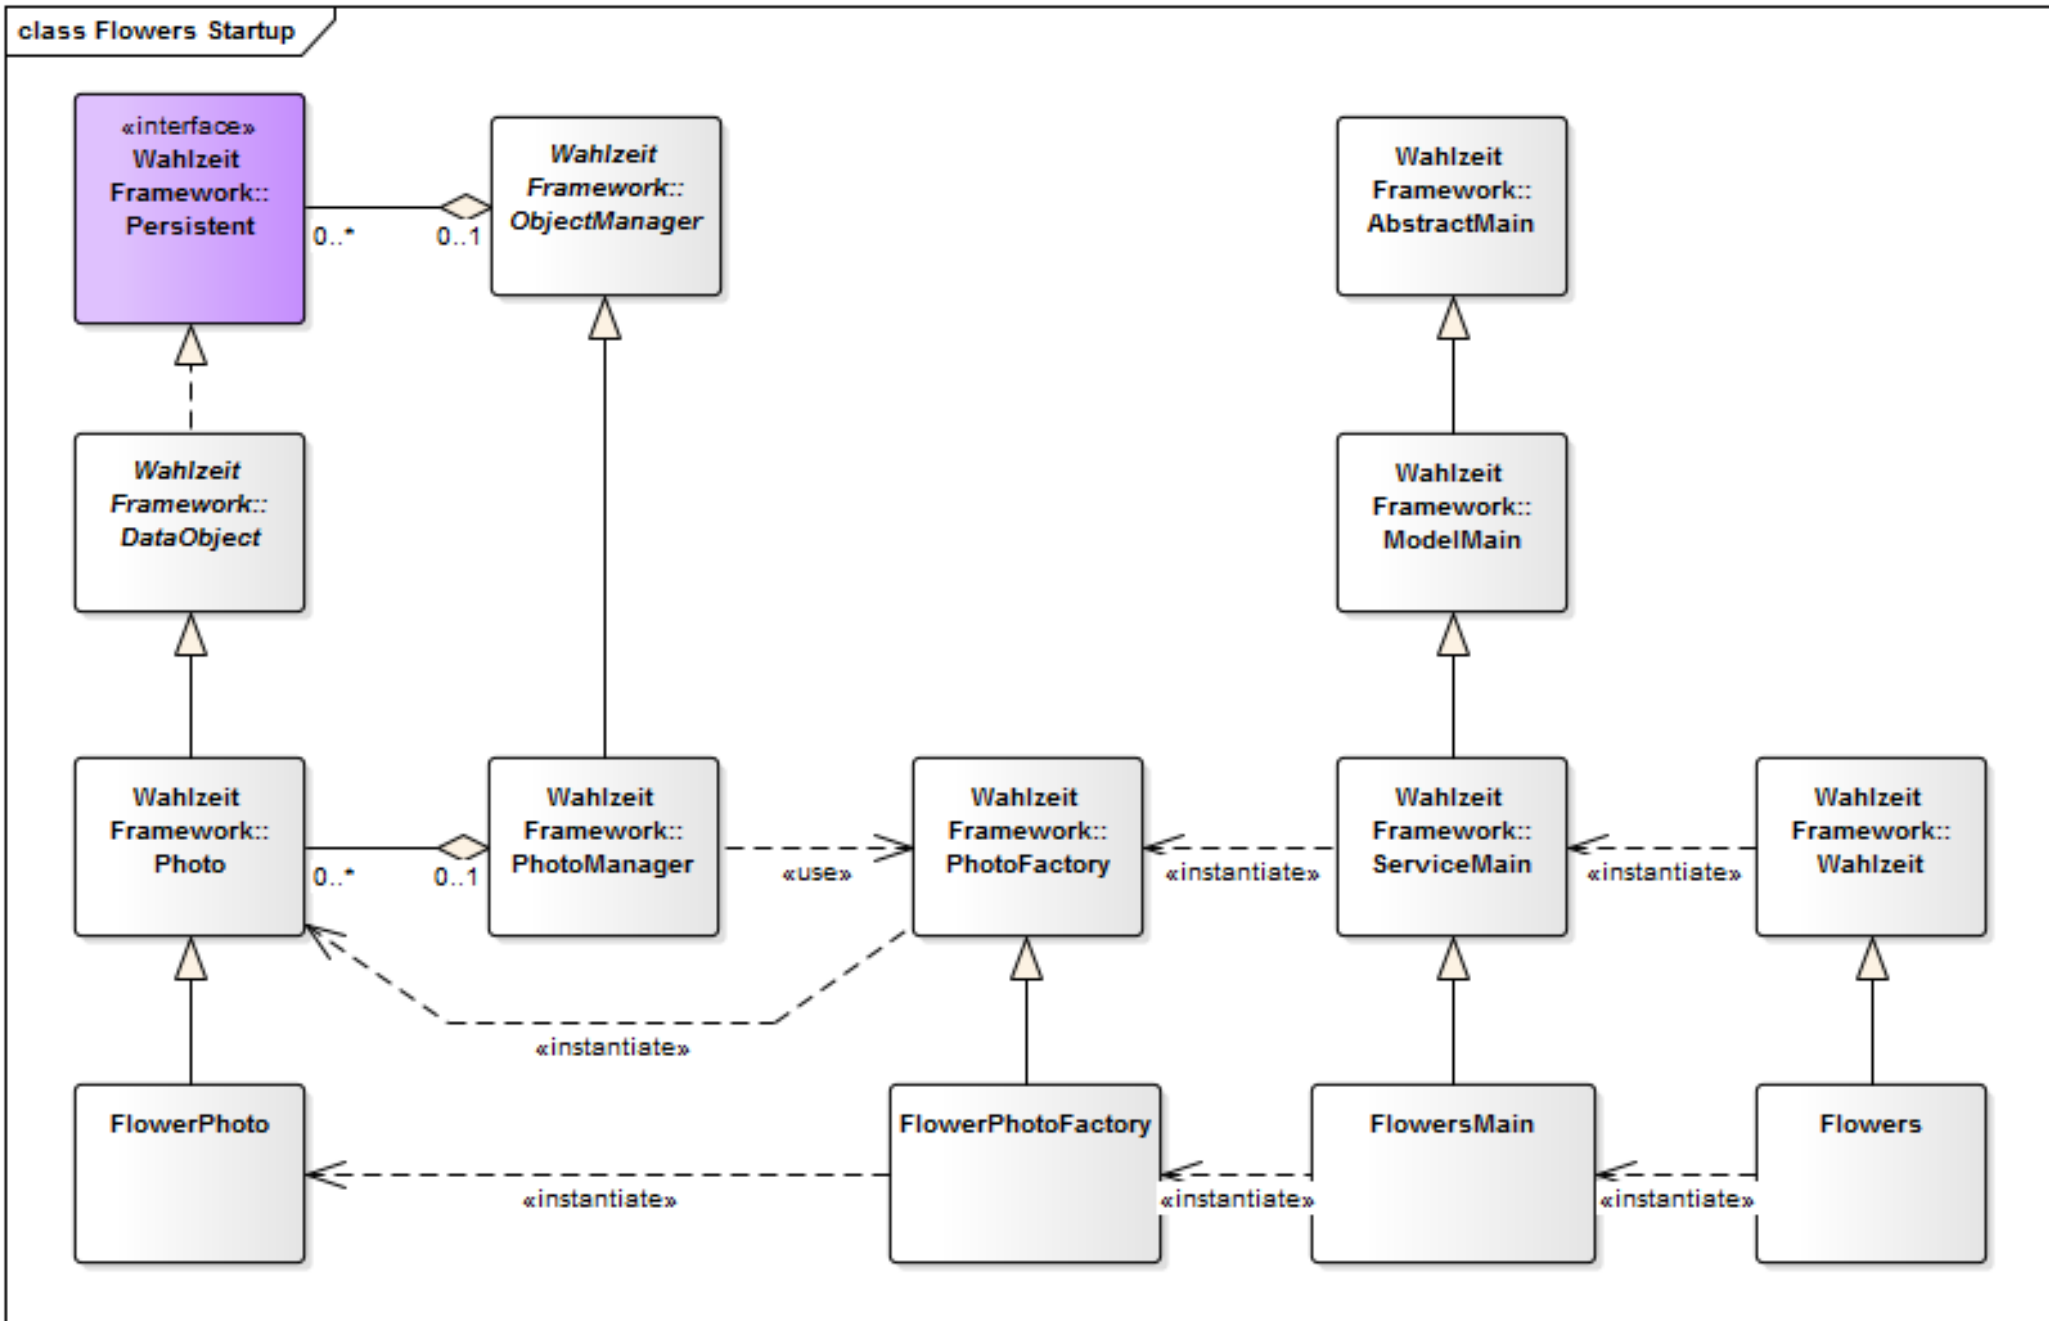 class Flowers Startup
«interface»
Wahlzeit
Framework::
Persistent
0..*
0..1
Wahlzeit
Framework::
ObjectManager
Wahlzeit
Framework::
AbstractMain
Wahlzeit
Framework::
DataObject
Wahlzeit
Framework::
ModelMain
Wahlzeit
Framework::
Photo
0..*
0..1
Wahlzeit
Framework::
PhotoManager
«use»
Wahlzeit
Framework::
PhotoFactory
«instantiate»
Wahlzeit
Framework::
ServiceMain
«instantiate»
Wahlzeit
Framework::
Wahlzeit
«instantiate»
FlowerPhoto
«instantiate»
FlowerPhotoFactory
«instantiate»
FlowersMain
«instantiate»
Flowers